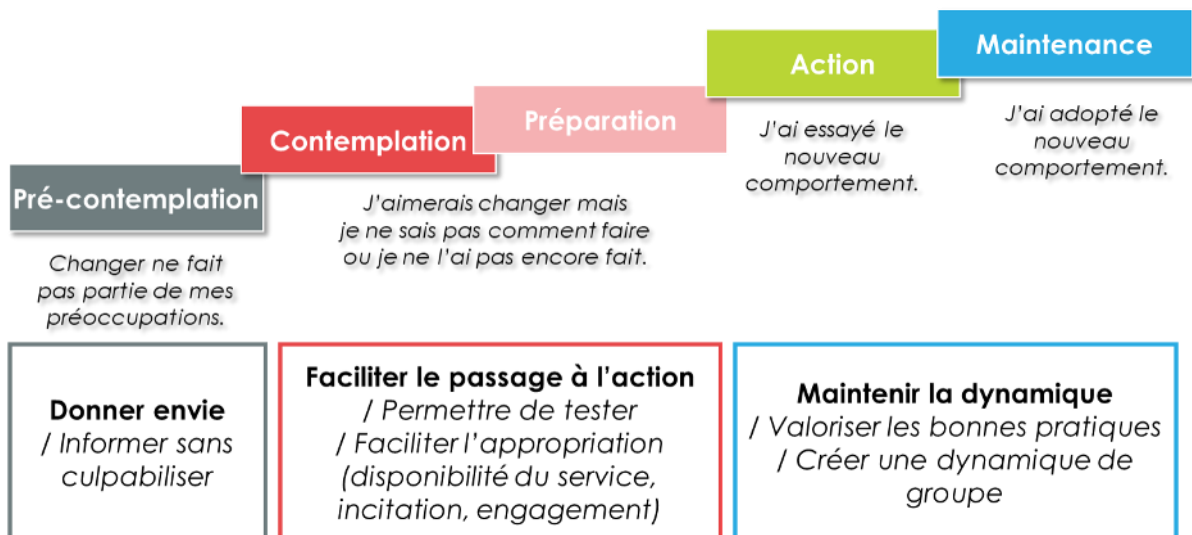 Pré-contemplation
Changer ne fait
pas partie de mes
préoccupations.
Contemplation
Préparation
J'aimerais changer mais
je ne sais pas comment faire
ou je ne l'ai pas encore fait.
Action
J'ai essayé le
nouveau
comportement.
Maintenance
J'ai adopté le
nouveau
comportement.
Donner envie
/ Informer sans
culpabiliser
Faciliter le passage à l'action
/ Permettre de tester
/ Faciliter l'appropriation
(disponibilité du service,
incitation, engagement)
Maintenir la dynamique
/ Valoriser les bonnes pratiques
/ Créer une dynamique de
groupe